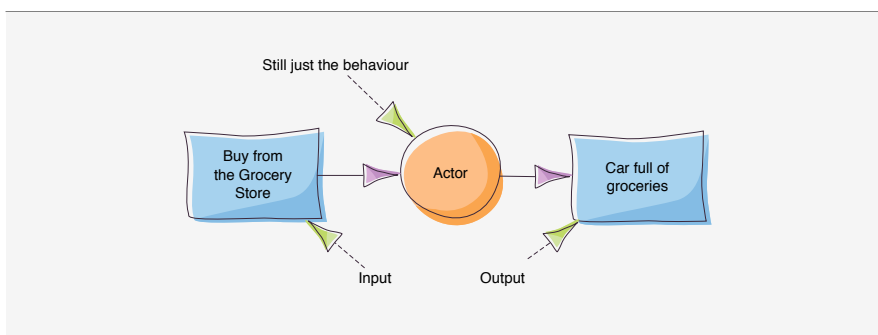 Still just the behaviour
Buy from
the Grocery
Store
Actor
Car full of
groceries
Input
Output